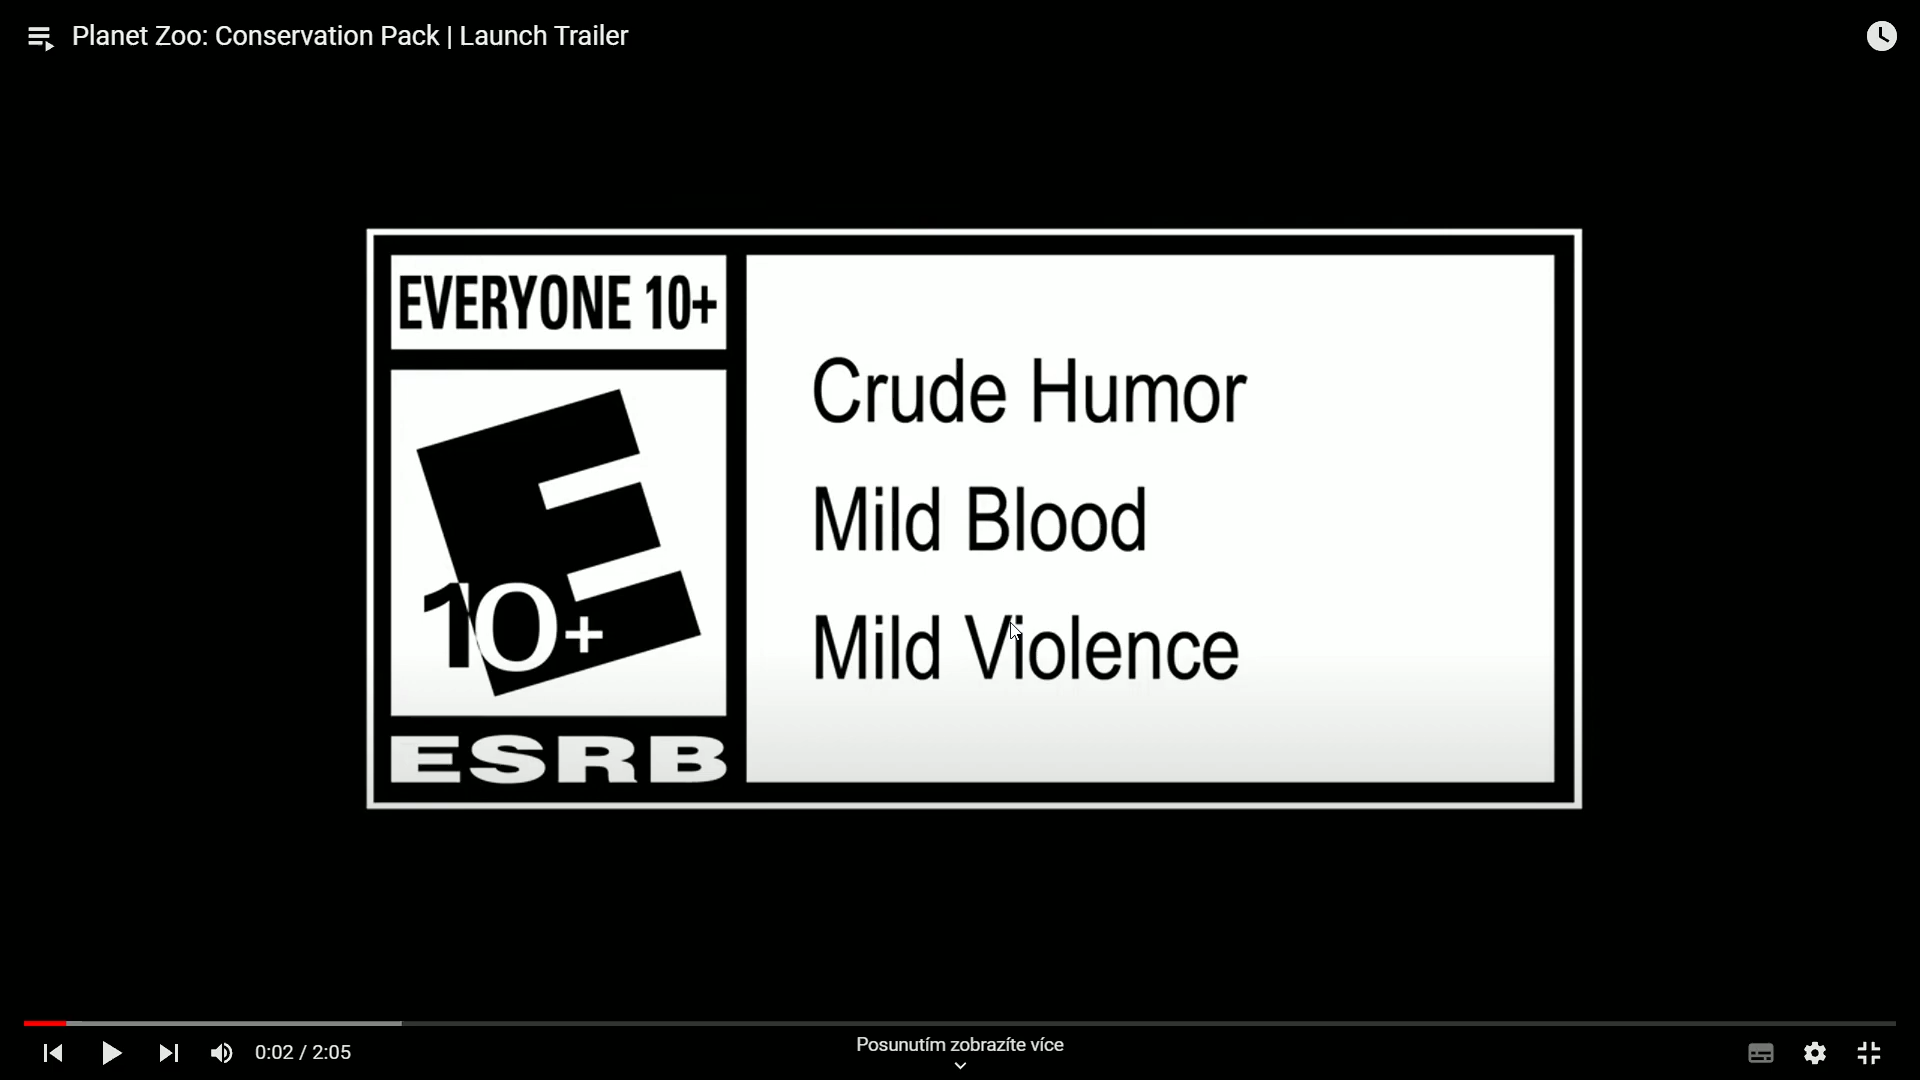 Planet Zoo: Conservation Pack | Launch Trailer
EVERYONE 10+
E
10+
ESRB
Crude Humor
Mild Blood
Mild Violence
0:02 / 2:05
Posunutím zobrazíte více